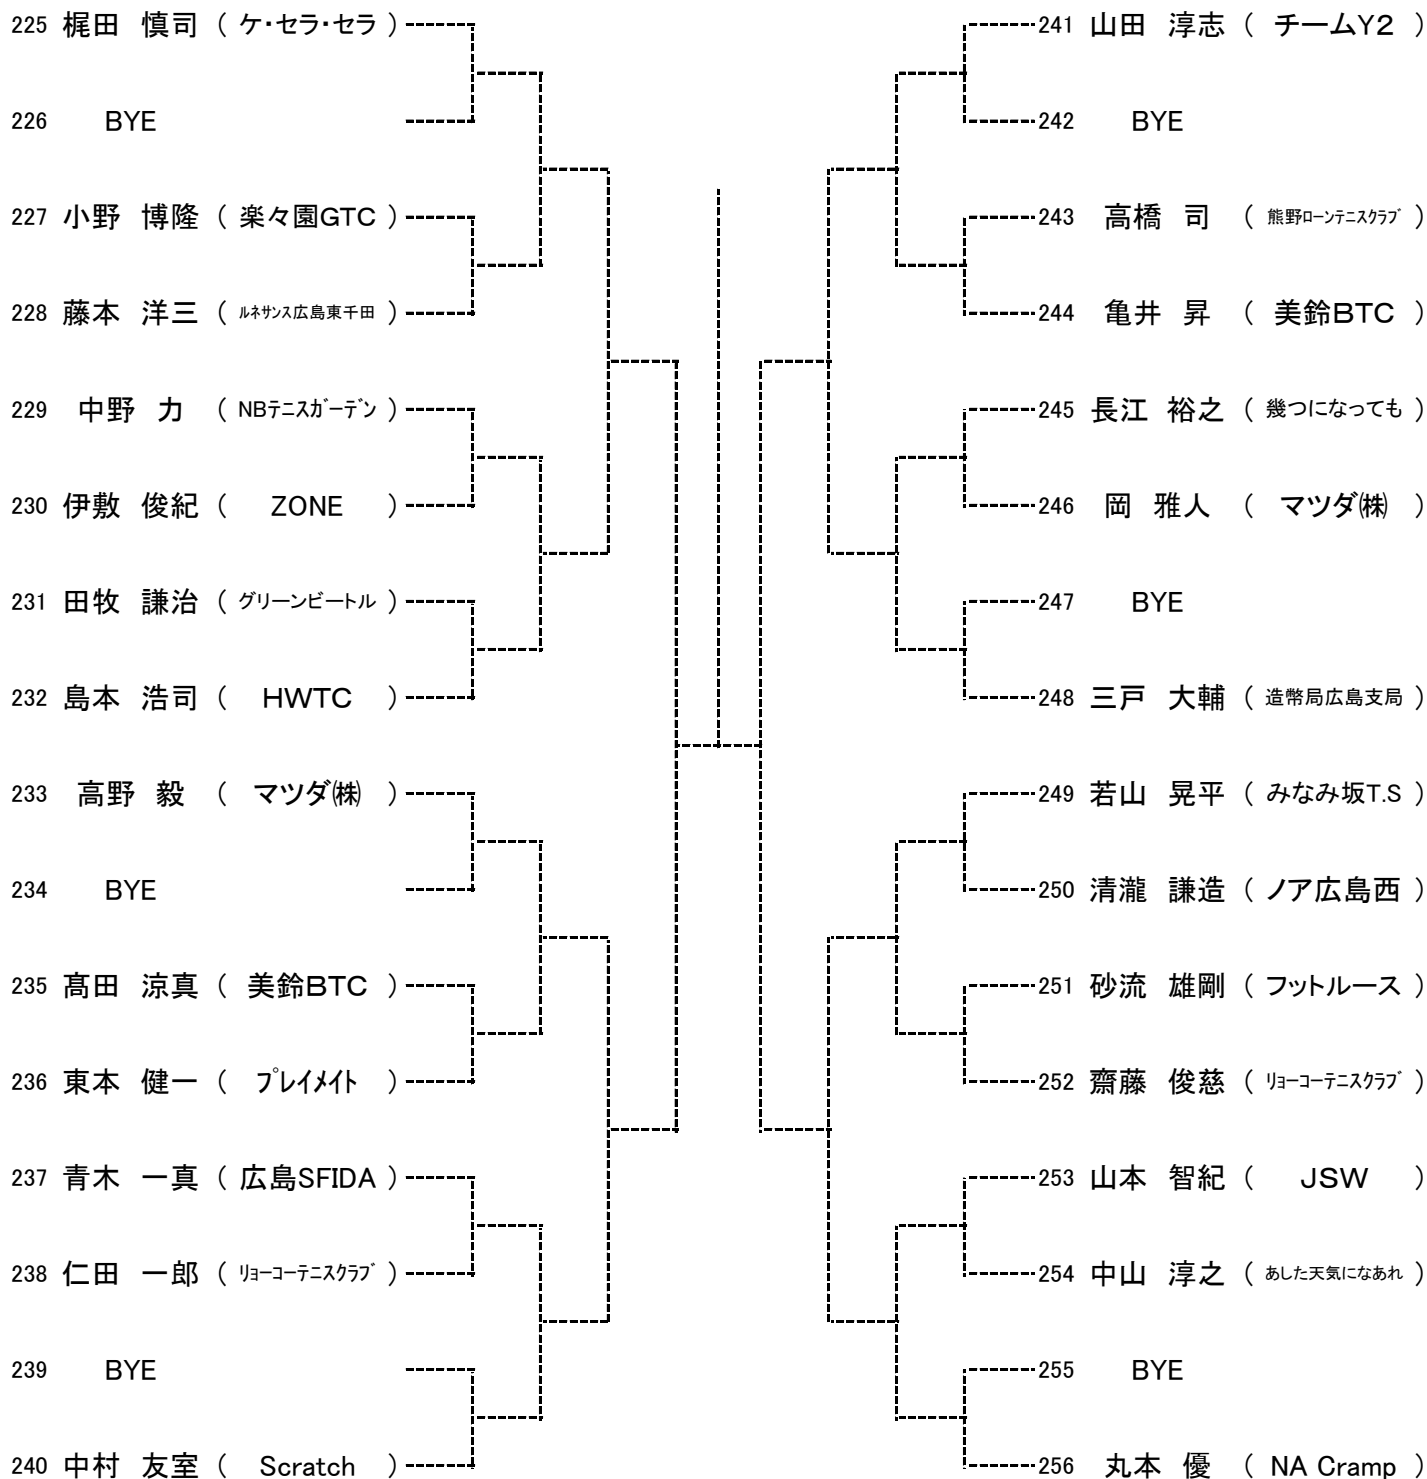 225 梶田 慎司 ( ケ・セラ・セラ )
226 BYE
227 小野 博隆 ( 楽々園GTC )
228 藤本 洋三 ( ﾙﾈｻﾝｽ広島東千田 )
229 中野 力 ( NBﾃﾆｽｶﾞｰﾃﾞﾝ )
230 伊敷 俊紀 ( ZONE )
231 田牧 謙治 ( グリーンビートル )
232 島本 浩司 ( HWTC )
233 高野 毅 ( マツダ㈱ )
234 BYE
235 髙田 涼真 ( 美鈴BTC )
236 東本 健一 ( プレイメイト )
237 青木 一真 ( 広島SFIDA )
238 仁田 一郎 ( ﾘｮｰｺｰﾃﾆｽｸﾗﾌﾞ )
239 BYE
240 中村 友室 ( Scratch )
241 山田 淳志 ( チームY2 )
242 BYE
243 高橋 司 ( 熊野ﾛｰﾝﾃﾆｽｸﾗﾌﾞ )
244 亀井 昇 ( 美鈴BTC )
245 長江 裕之 ( 幾つになっても )
246 岡 雅人 ( マツダ㈱ )
247 BYE
248 三戸 大輔 ( 造幣局広島支局 )
249 若山 晃平 ( みなみ坂T.S )
250 清瀧 謙造 ( ノア広島西 )
251 砂流 雄剛 ( フットルース )
252 齋藤 俊慈 ( ﾘｮｰｺｰﾃﾆｽｸﾗﾌﾞ )
253 山本 智紀 ( JSW )
254 中山 淳之 ( あした天気になあれ )
255 BYE
256 丸本 優 ( NA Cramp )